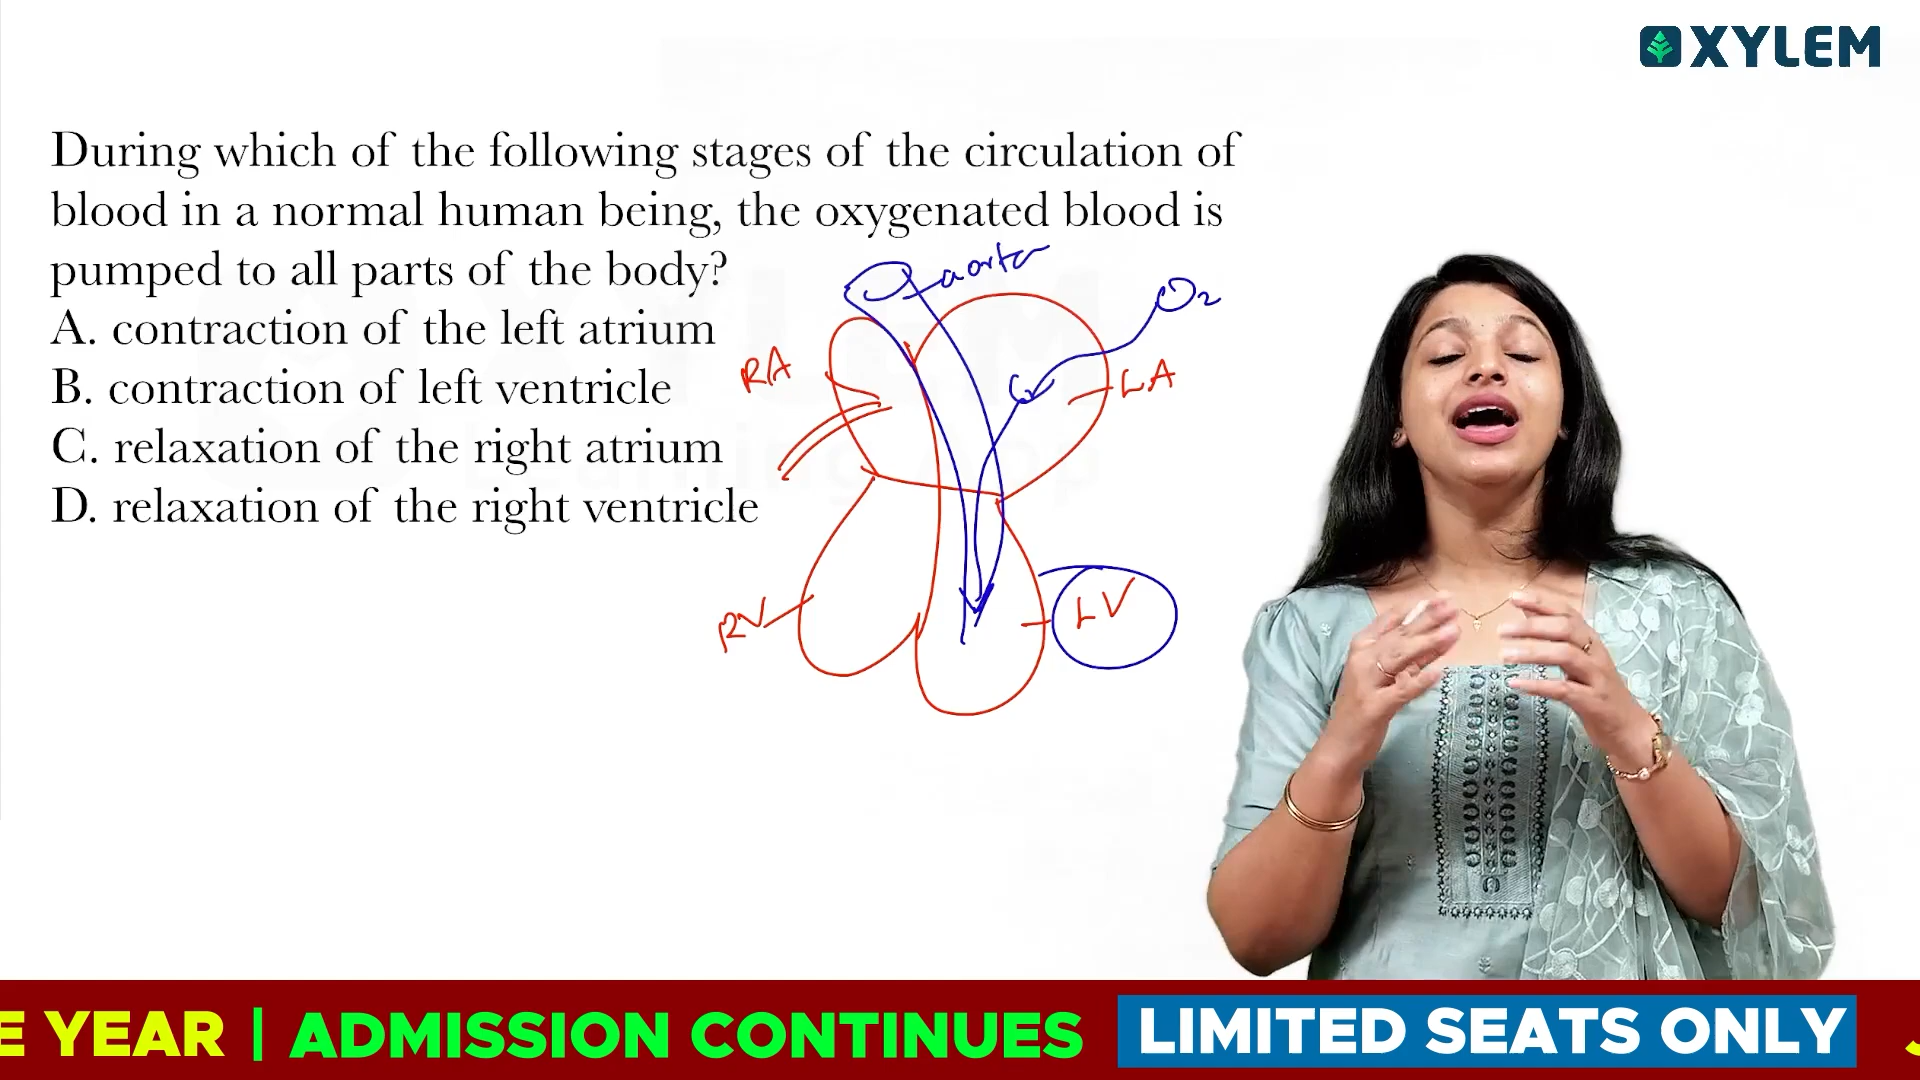 XYLEM
During which of the following stages of the circulation of
blood in a normal human being, the oxygenated blood is
pumped to all parts of the body?
A. contraction of the left atrium
B. contraction of left ventricle
C. relaxation of the right atrium
D. relaxation of the right ventricle
aorta
O2
RA
LA
RV
LV
E YEAR | ADMISSION CONTINUES LIMITED SEATS ONLY